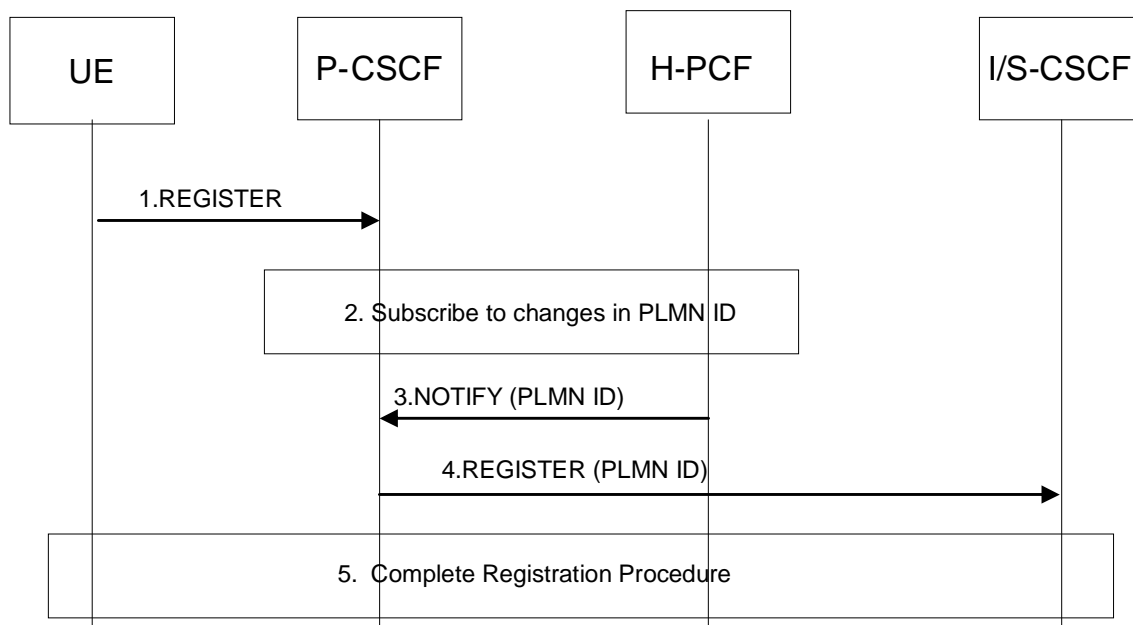 UE
P-CSCF
H-PCF
I/S-CSCF
1.REGISTER
2. Subscribe to changes in PLMN ID
3.NOTIFY (PLMN ID)
4.REGISTER (PLMN ID)
5. Complete Registration Procedure